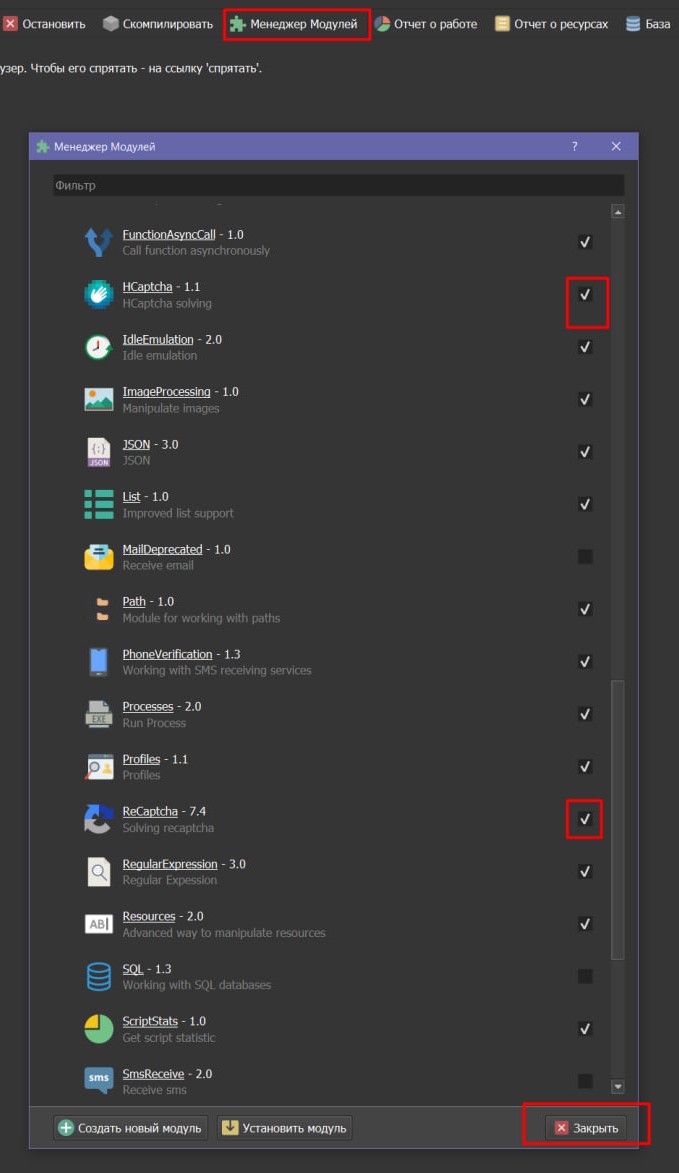 Остановить Скомпилировать Менеджер Модулей Отчет о работе Отчет о ресурсах База
узер. Чтобы его спрятать - на ссылку 'спрятать'.
Менеджер Модулей ?
Фильтр
FunctionAsyncCall - 1.0
Call function asynchronously
HCaptcha - 1.1
HCaptcha solving
IdleEmulation - 2.0
Idle emulation
ImageProcessing - 1.0
Manipulate images
JSON - 3.0
JSON
JSON
List - 1.0
Improved list support
MailDeprecated - 1.0
Receive email
Path - 1.0
Module for working with paths
PhoneVerification - 1.3
Working with SMS receiving services
Processes - 2.0
EXE
Run Process
Profiles - 1.1
Profiles
ReCaptcha - 7.4
Solving recaptcha
RegularExpression - 3.0
Regular Expession
Resources - 2.0
AB
Advanced way to manipulate resources
SQL - 1.3
Working with SQL databases
ScriptStats - 1.0
Get script statistic
SmsReceive - 2.0
sms
Receive sms
Создать новый модуль Установить модуль Закрыть